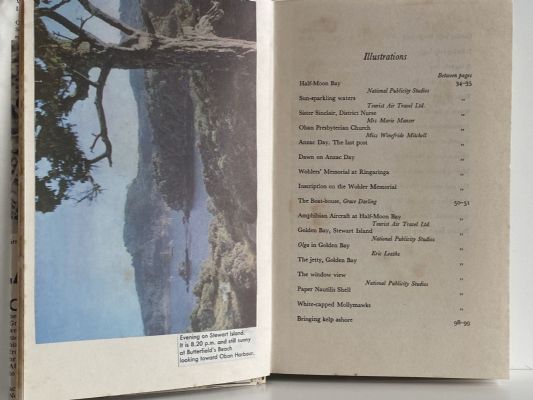 Evening on Stewart Island.
It is 8.20 p.m. and still sunny
at Butterfield's Beach
looking toward Oban Harbour.
Illustrations
Between pages
Half-Moon Bay 34-35
National Publicity Studios
Sun-sparkling waters "
Tourist Air Travel Ltd.
Sister Sinclair, District Nurse "
Mrs Marie Manser
Oban Presbyterian Church "
Miss Winefride Mitchell
Anzac Day. The last post "
Dawn on Anzac Day "
Wohlers' Memorial at Ringaringa "
Inscription on the Wohler Memorial "
The Boat-house, Grace Darling 50-51
Amphibian Aircraft at Half-Moon Bay "
Tourist Air Travel Ltd.
Golden Bay, Stewart Island "
National Publicity Studios
Olga in Golden Bay "
Eric Leathe
The jetty, Golden Bay "
The window view "
National Publicity Studios
Paper Nautilis Shell "
White-capped Mollymawks "
Bringing kelp ashore 98-99